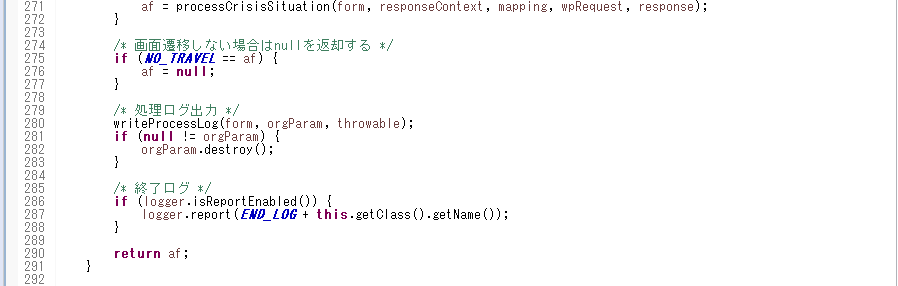 271 af = processCrisisSituation(form, responseContext, mapping, wpRequest, response);
272 }
273
274 /* 画面遷移しない場合はnullを返却する */
275 if (NO_TRAVEL == af) {
276 af = null;
277 }
278
279 /* 処理ログ出力 */
280 writeProcessLog(form, orgParam, throwable);
281 if (null != orgParam) {
282 orgParam.destroy();
283 }
284
285 /* 終了ログ */
286 if (logger.isReportEnabled()) {
287 logger.report(END_LOG + this.getClass().getName());
288 }
289
290 return af;
291 }
292